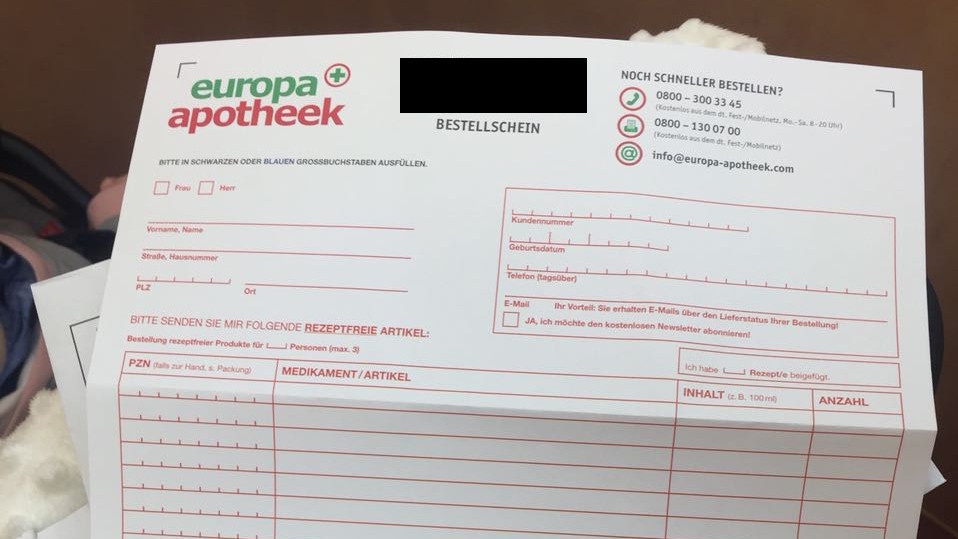 europa
apotheek
BESTELLSCHEIN
NOCH SCHNELLER BESTELLEN?
0800 – 300 33 45
(Kostenlos aus dem dt. Fest-/Mobilnetz, Mo.- Sa. 8 - 20 Uhr)
0800 – 130 07 00
(Kostenlos aus dem dt. Fest-/Mobilnetz)
@ info@europa-apotheek.com
BITTE IN SCHWARZEN ODER BLAUEN GROSSBUCHSTABEN AUSFÜLLEN.
Frau Herr
Vorname, Name
Straße, Hausnummer
PLZ Ort
Kundennummer
Geburtsdatum
Telefon (tagsüber)
E-Mail Ihr Vorteil: Sie erhalten E-Mails über den Lieferstatus Ihrer Bestellung!
JA, ich möchte den kostenlosen Newsletter abonnieren!
BITTE SENDEN SIE MIR FOLGENDE REZEPTFREIE ARTIKEL:
Bestellung rezeptfreier Produkte für Personen (max. 3)
Ich habe Rezept/e beigefügt.
PZN (falls zur Hand, s. Packung) MEDIKAMENT/ARTIKEL INHALT (z. B. 100 ml) ANZAHL